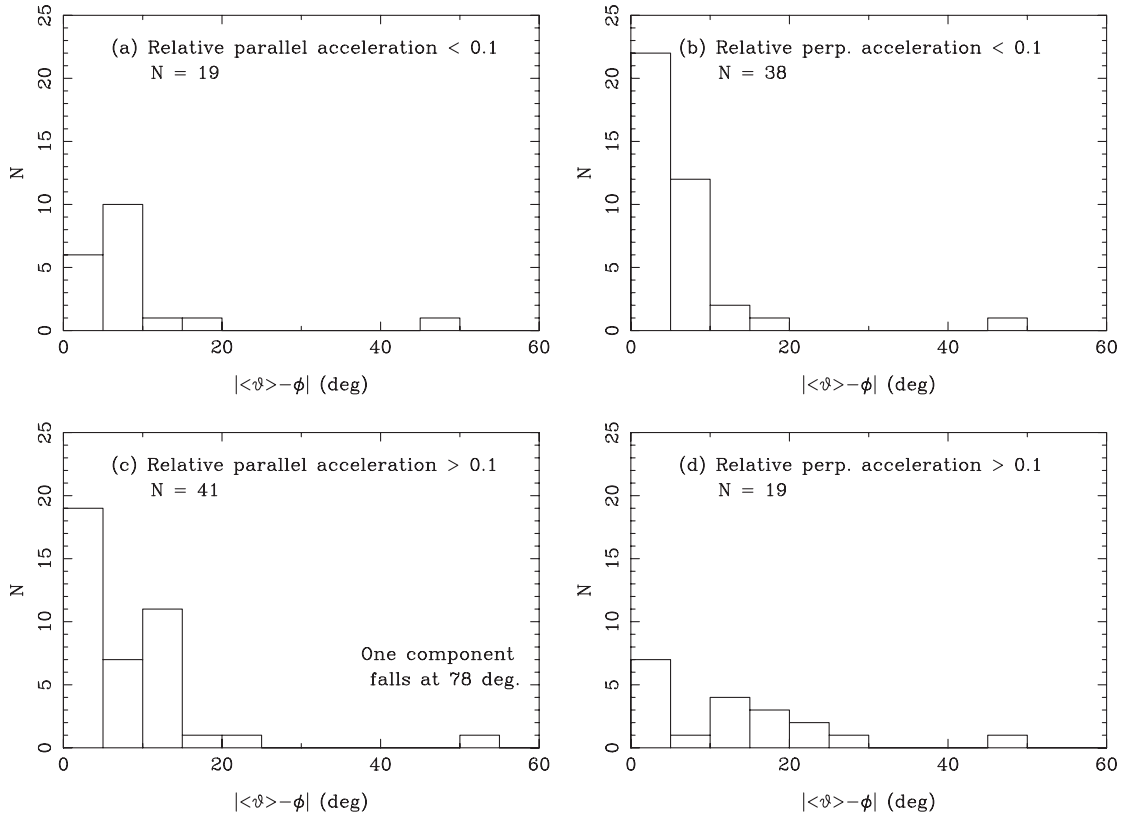 (a) Relative parallel acceleration < 0.1
N = 19
N
0 5 10 15 20 25
0 20 40 60
|<ϑ>−ϕ| (deg)
(b) Relative perp. acceleration < 0.1
N = 38
N
0 5 10 15 20 25
0 20 40 60
|<ϑ>−ϕ| (deg)
(c) Relative parallel acceleration > 0.1
N = 41
One component
falls at 78 deg.
N
0 5 10 15 20 25
0 20 40 60
|<ϑ>−ϕ| (deg)
(d) Relative perp. acceleration > 0.1
N = 19
N
0 5 10 15 20 25
0 20 40 60
|<ϑ>−ϕ| (deg)